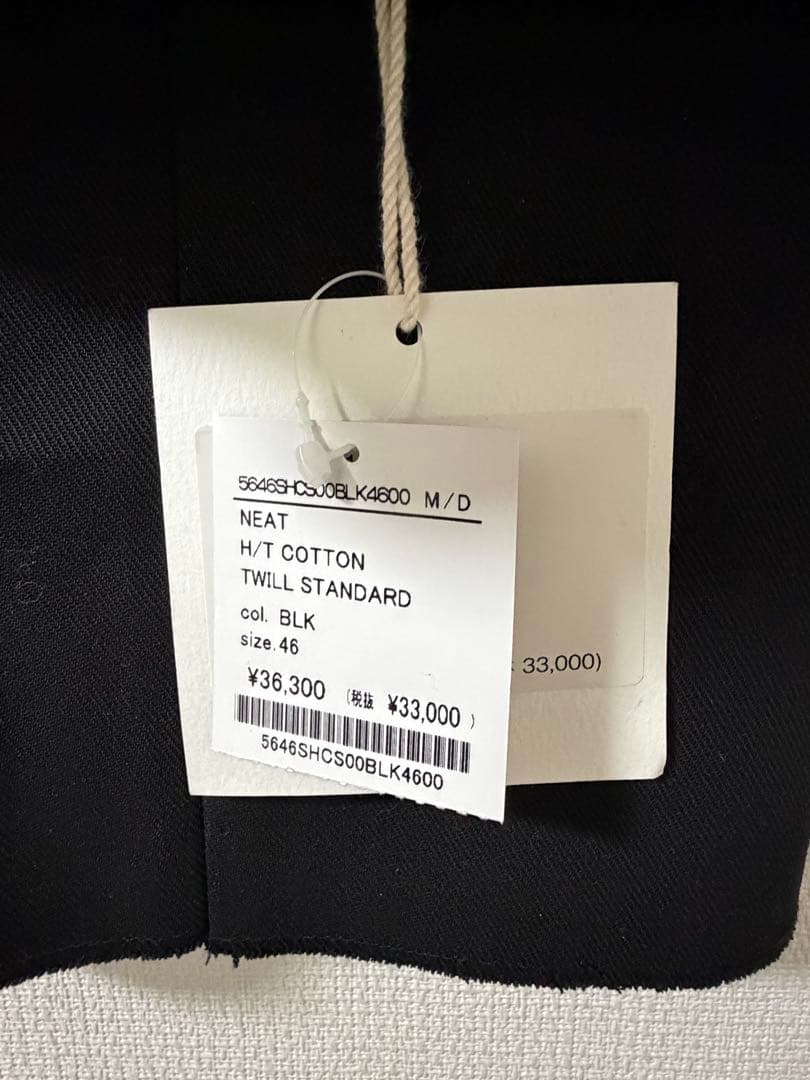 5646SHCS00BLK4600 M/D
NEAT
H/T COTTON
TWILL STANDARD
col. BLK
size. 46
¥36,300 (税抜 ¥33,000)
5646SHCS00BLK4600
33,000)